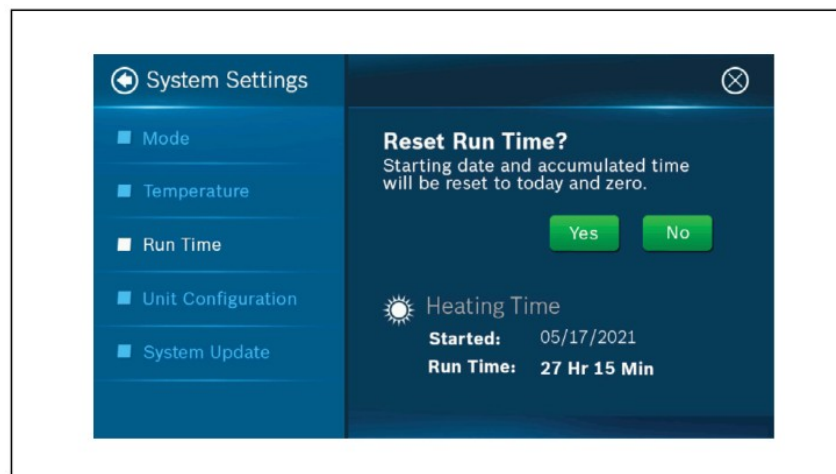 System Settings
Mode
Temperature
Run Time
Unit Configuration
System Update
Reset Run Time?
Starting date and accumulated time
will be reset to today and zero.
Yes No
Heating Time
Started: 05/17/2021
Run Time: 27 Hr 15 Min